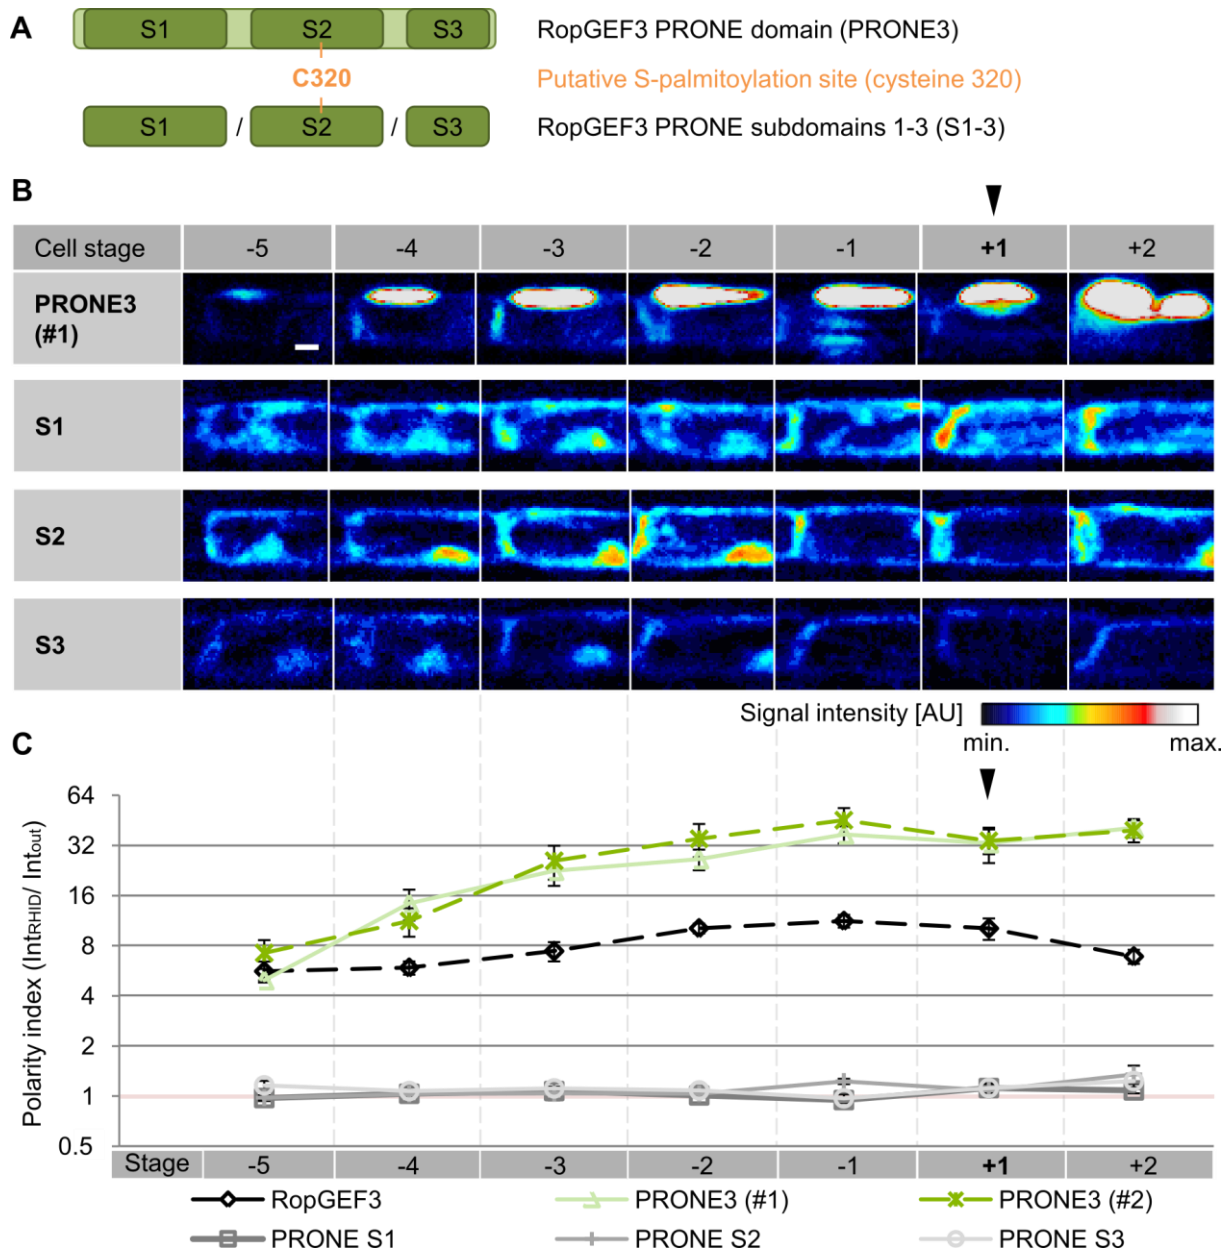 A
S1 S2 S3 RopGEF3 PRONE domain (PRONE3)
C320 Putative S-palmitoylation site (cysteine 320)
S1 / S2 / S3 RopGEF3 PRONE subdomains 1-3 (S1-3)
B
Cell stage -5 -4 -3 -2 -1 +1 +2
PRONE3
(#1)
S1
S2
S3
Signal intensity [AU]
min. max.
C
Polarity index (IntRHID/ Intout)
64
32
16
8
4
2
1
0.5
Stage -5 -4 -3 -2 -1 +1 +2
RopGEF3 PRONE3 (#1) PRONE3 (#2)
PRONE S1 PRONE S2 PRONE S3